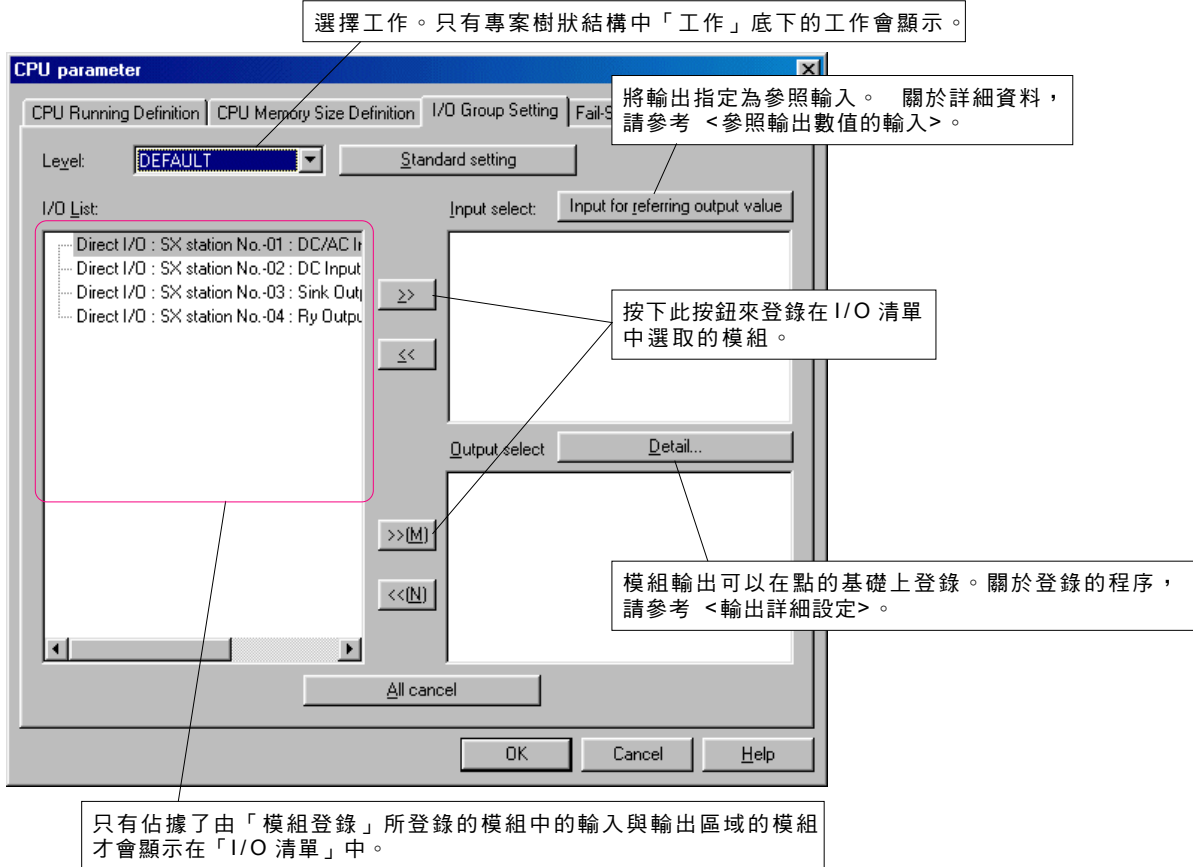 選擇工作。只有專案樹狀結構中「工作」底下的工作會顯示。
CPU parameter
CPU Running Definition
CPU Memory Size Definition
I/O Group Setting
Fail-S
將輸出指定為參照輸入。 關於詳細資料，
請參考 <參照輸出數值的輸入>。
Level:
DEFAULT
Standard setting
I/O List:
Input select:
Input for referring output value
Direct I/O : SX station No.-01 : DC/AC In
Direct I/O : SX station No.-02 : DC Input
Direct I/O : SX station No.-03 : Sink Outp
Direct I/O : SX station No.-04 : Ry Outpu
>>
<<
按下此按鈕來登錄在 I/O 清單
中選取的模組。
Output select
Detail...
>>(M)
<<(N)
模組輸出可以在點的基礎上登錄。關於登錄的程序，
請參考 <輸出詳細設定>。
All cancel
OK
Cancel
Help
只有佔據了由「模組登錄」所登錄的模組中的輸入與輸出區域的模組
才會顯示在「I/O 清單」中。